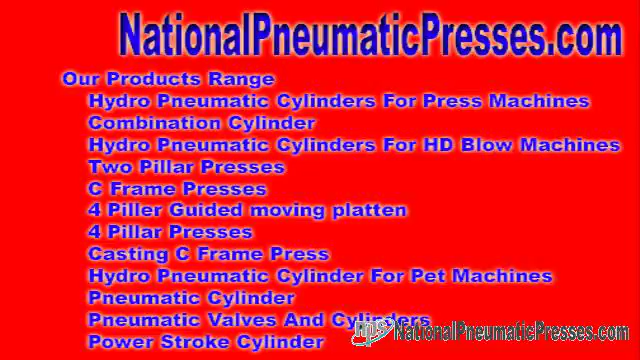 NationalPneumaticPresses.com
Our Products Range
Hydro Pneumatic Cylinders For Press Machines
Combination Cylinder
Hydro Pneumatic Cylinders For HD Blow Machines
Two Pillar Presses
C Frame Presses
4 Piller Guided moving platten
4 Pillar Presses
Casting C Frame Press
Hydro Pneumatic Cylinder For Pet Machines
Pneumatic Cylinder
Pneumatic Valves And Cylinders
NationalPneumaticPresses.com
Power Stroke Cylinder